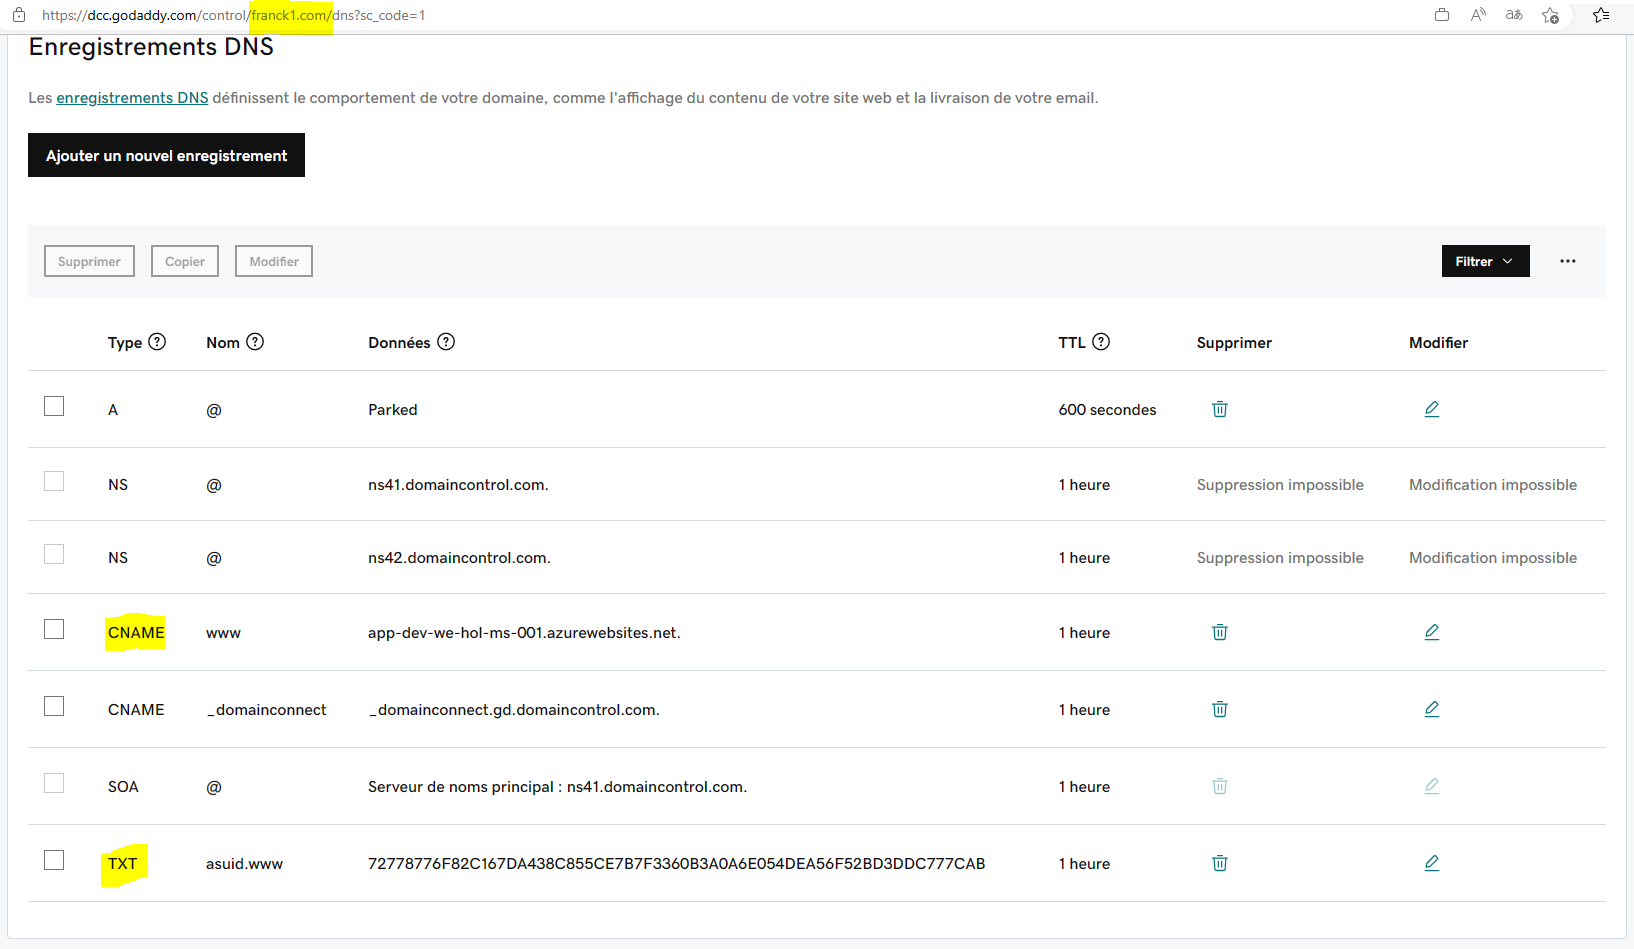 https://dcc.godaddy.com/control/franck1.com/dns?sc_code=1
Enregistrements DNS
Les enregistrements DNS définissent le comportement de votre domaine, comme l'affichage du contenu de votre site web et la livraison de votre email.
Ajouter un nouvel enregistrement
Supprimer Copier Modifier Filtrer
Type Nom Données TTL Supprimer Modifier
A @ Parked 600 secondes
NS @ ns41.domaincontrol.com. 1 heure Suppression impossible Modification impossible
NS @ ns42.domaincontrol.com. 1 heure Suppression impossible Modification impossible
CNAME www app-dev-we-hol-ms-001.azurewebsites.net. 1 heure
CNAME _domainconnect _domainconnect.gd.domaincontrol.com. 1 heure
SOA @ Serveur de noms principal : ns41.domaincontrol.com. 1 heure
TXT asuid.www 72778776F82C167DA438C855CE7B7F3360B3A0A6E054DEA56F52BD3DDC777CAB 1 heure